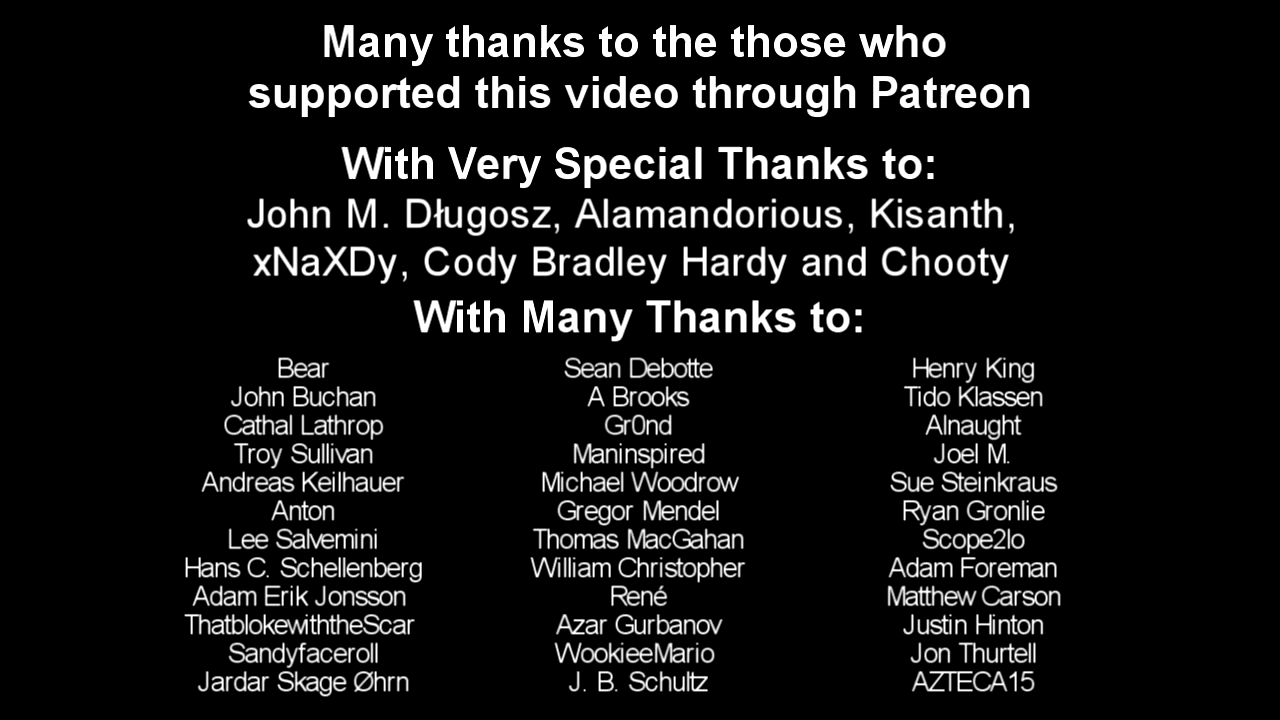 Many thanks to the those who
supported this video through Patreon
With Very Special Thanks to:
John M. Długosz, Alamandorious, Kisanth,
xNaXDy, Cody Bradley Hardy and Chooty
With Many Thanks to:
Bear
John Buchan
Cathal Lathrop
Troy Sullivan
Andreas Keilhauer
Anton
Lee Salvemini
Hans C. Schellenberg
Adam Erik Jonsson
ThatblokewiththeScar
Sandyfaceroll
Jardar Skage Øhrn
Sean Debotte
A Brooks
Gr0nd
Maninspired
Michael Woodrow
Gregor Mendel
Thomas MacGahan
William Christopher
René
Azar Gurbanov
WookieeMario
J. B. Schultz
Henry King
Tido Klassen
Alnaught
Joel M.
Sue Steinkraus
Ryan Gronlie
Scope2lo
Adam Foreman
Matthew Carson
Justin Hinton
Jon Thurtell
AZTECA15